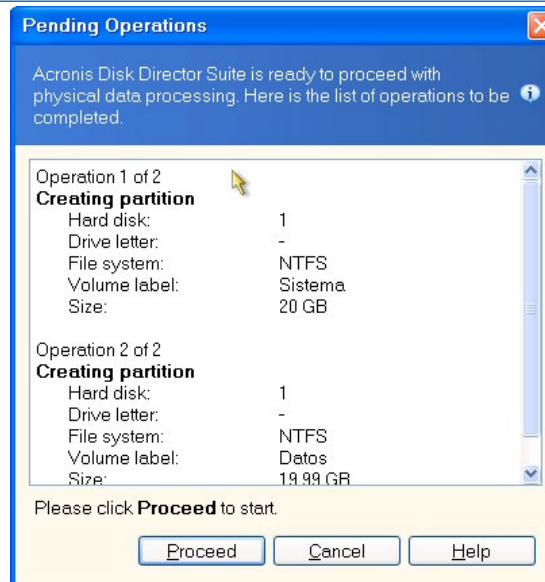 Pending Operations
Acronis Disk Director Suite is ready to proceed with
physical data processing. Here is the list of operations to be
completed.
Operation 1 of 2
Creating partition
Hard disk: 1
Drive letter: -
File system: NTFS
Volume label: Sistema
Size: 20 GB
Operation 2 of 2
Creating partition
Hard disk: 1
Drive letter: -
File system: NTFS
Volume label: Datos
Size: 19.99 GB
Please click Proceed to start.
Proceed Cancel Help